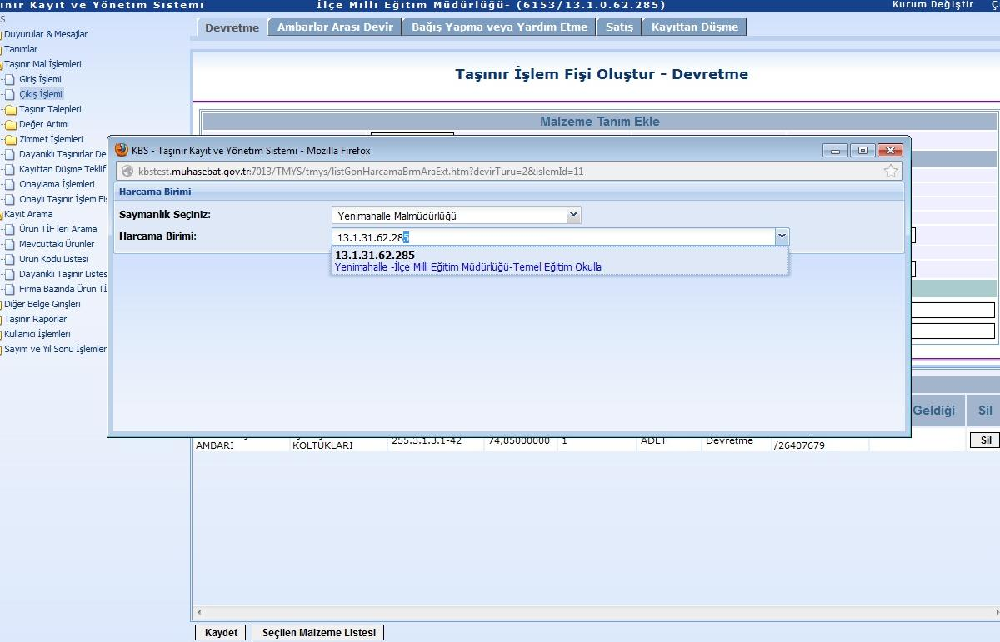 ınır Kayıt ve Yönetim Sistemi
İlçe Milli Eğitim Müdürlüğü- (6153/13.1.0.62.285)
Kurum Değiştir
Devretme
Ambarlar Arası Devir
Bağış Yapma veya Yardım Etme
Satış
Kayıttan Düşme
Duyurular & Mesajlar
Tanımlar
Taşınır Mal İşlemleri
Giriş İşlemi
Çıkış İşlemi
Taşınır Talepleri
Değer Artımı
Zimmet İşlemleri
Dayanıklı Taşınırlar De
Kayıttan Düşme Teklif
Onaylama İşlemleri
Onaylı Taşınır İşlem Fiş
Kayıt Arama
Ürün TİF leri Arama
Mevcuttaki Ürünler
Urun Kodu Listesi
Dayanıklı Taşınır Listes
Firma Bazında Ürün Tİ
Diğer Belge Girişleri
Taşınır Raporlar
Kullanıcı İşlemleri
Sayım ve Yıl Sonu İşlemler
Taşınır İşlem Fişi Oluştur - Devretme
Malzeme Tanım Ekle
KBS - Taşınır Kayıt ve Yönetim Sistemi - Mozilla Firefox
kbstest.muhasebat.gov.tr:7013/TMYS/tmys/listGonHarcamaBrmAraExt.htm?devirTuru=2&islemId=11
Harcama Birimi
Saymanlık Seçiniz:
Yenimahalle Malmüdürlüğü
Harcama Birimi:
13.1.31.62.285
13.1.31.62.285
Yenimahalle -İlçe Milli Eğitim Müdürlüğü-Temel Eğitim Okulla
Geldiği
Sil
AMBARI
KOLTUKLARI
255.3.1.3.1-42
74,85000000
1
ADET
Devretme
/26407679
Sil
Kaydet
Seçilen Malzeme Listesi